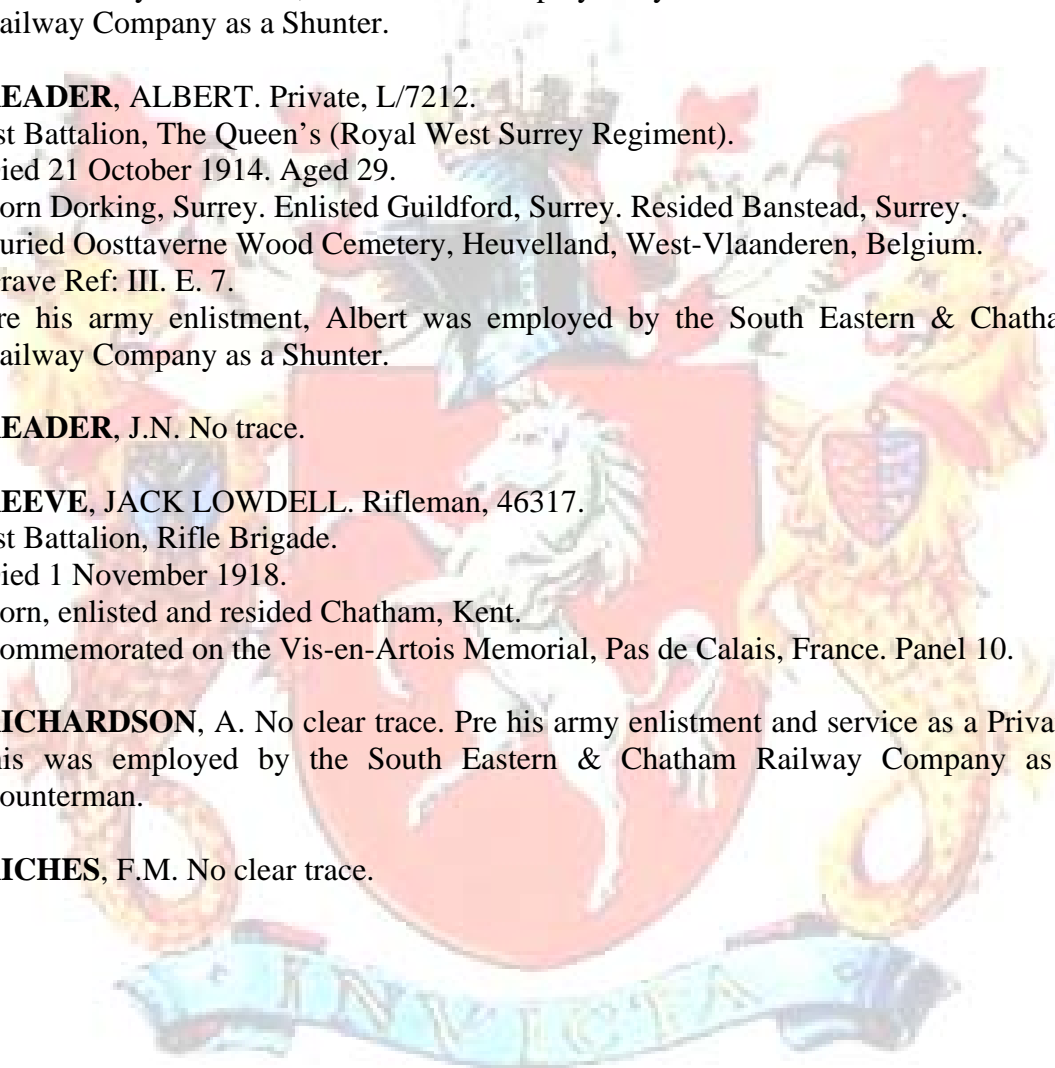 ailway Company as a Shunter.
EADER, ALBERT. Private, L/7212.
st Battalion, The Queen's (Royal West Surrey Regiment).
ied 21 October 1914. Aged 29.
orn Dorking, Surrey. Enlisted Guildford, Surrey. Resided Banstead, Surrey.
uried Oosttaverne Wood Cemetery, Heuvelland, West-Vlaanderen, Belgium.
rave Ref: III. E. 7.
re his army enlistment, Albert was employed by the South Eastern & Chatha
ailway Company as a Shunter.
EADER, J.N. No trace.
EEVE, JACK LOWDELL. Rifleman, 46317.
st Battalion, Rifle Brigade.
ied 1 November 1918.
orn, enlisted and resided Chatham, Kent.
ommemorated on the Vis-en-Artois Memorial, Pas de Calais, France. Panel 10.
ICHARDSON, A. No clear trace. Pre his army enlistment and service as a Priva
his was employed by the South Eastern & Chatham Railway Company as
ounterman.
ICHES, F.M. No clear trace.
INVICTA